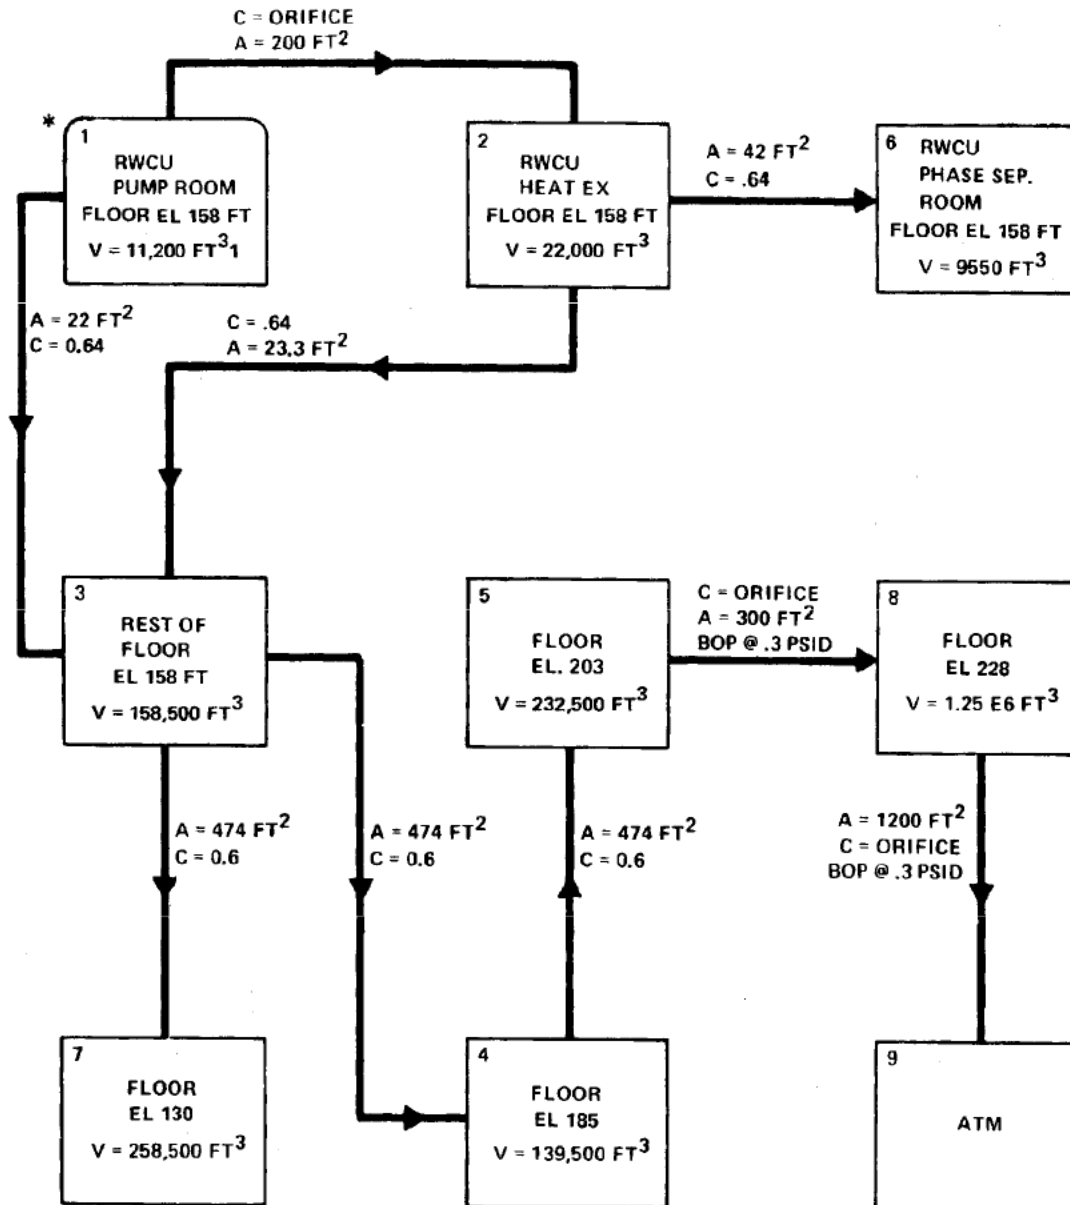 C = ORIFICE
A = 200 FT2
*
1
RWCU
PUMP ROOM
FLOOR EL 158 FT
V = 11,200 FT31
2
RWCU
HEAT EX
FLOOR EL 158 FT
V = 22,000 FT3
A = 42 FT2
C = .64
6
RWCU
PHASE SEP.
ROOM
FLOOR EL 158 FT
V = 9550 FT3
A = 22 FT2
C = 0.64
C = .64
A = 23.3 FT2
3
REST OF
FLOOR
EL 158 FT
V = 158,500 FT3
5
FLOOR
EL. 203
V = 232,500 FT3
C = ORIFICE
A = 300 FT2
BOP @ .3 PSID
8
FLOOR
EL 228
V = 1.25 E6 FT3
A = 474 FT2
C = 0.6
A = 474 FT2
C = 0.6
A = 474 FT2
C = 0.6
A = 1200 FT2
C = ORIFICE
BOP @ .3 PSID
7
FLOOR
EL 130
V = 258,500 FT3
4
FLOOR
EL 185
V = 139,500 FT3
9
ATM